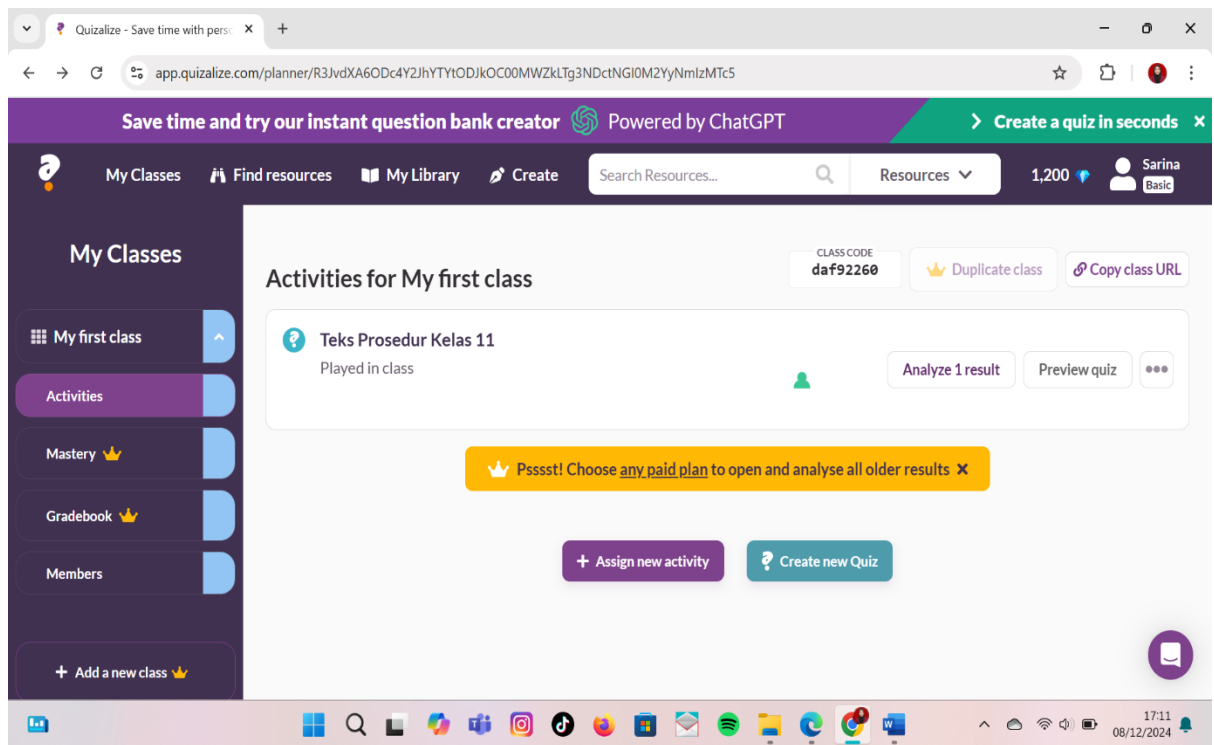 Quizalize - Save time with perso
app.quizalize.com/planner/R3JvdXA6ODc4Y2JhYTYtODJkOC00MWZkLTg3NDctNGI0M2YyNmIzMTc5
Save time and try our instant question bank creator Powered by ChatGPT
Create a quiz in seconds
My Classes Find resources My Library Create Search Resources... Resources 1,200 Sarina
Basic
My Classes
My first class
Activities
Mastery
Gradebook
Members
+ Add a new class
Activities for My first class
CLASS CODE
daf92260
Duplicate class
Copy class URL
Teks Prosedur Kelas 11
Played in class
Analyze 1 result
Preview quiz
Psssst! Choose any paid plan to open and analyse all older results
+ Assign new activity
Create new Quiz
17:11
08/12/2024